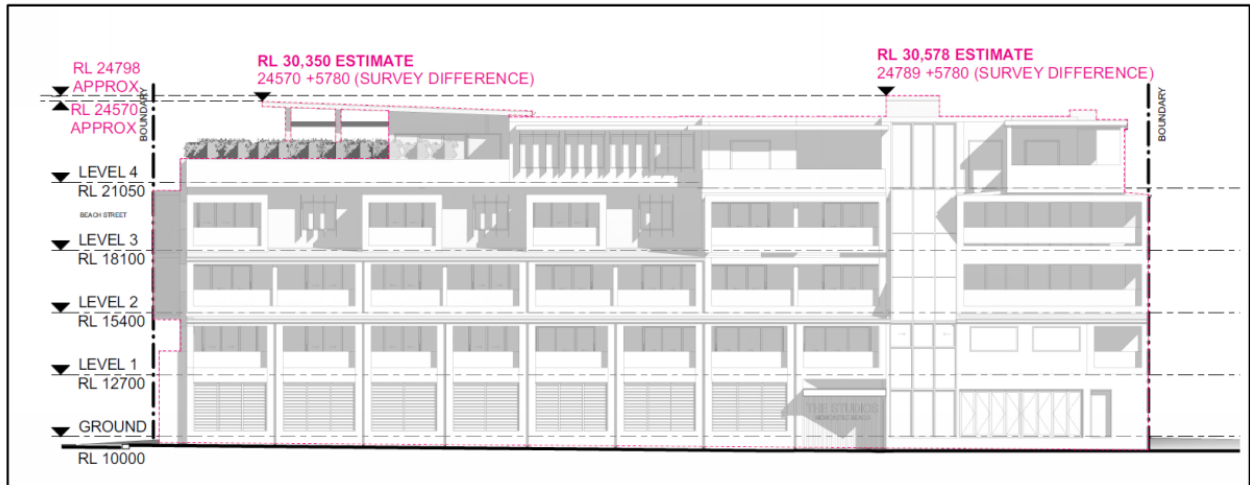 RL 24798
APPROX
RL 24570
APPROX
BOUNDARY
RL 30,350 ESTIMATE
24570 +5780 (SURVEY DIFFERENCE)
RL 30,578 ESTIMATE
24789 +5780 (SURVEY DIFFERENCE)
BOUNDARY
LEVEL 4
RL 21050
BEACH STREET
LEVEL 3
RL 18100
LEVEL 2
RL 15400
LEVEL 1
RL 12700
GROUND
RL 10000
THE STUDIOS
NEWCASTLE BEACH